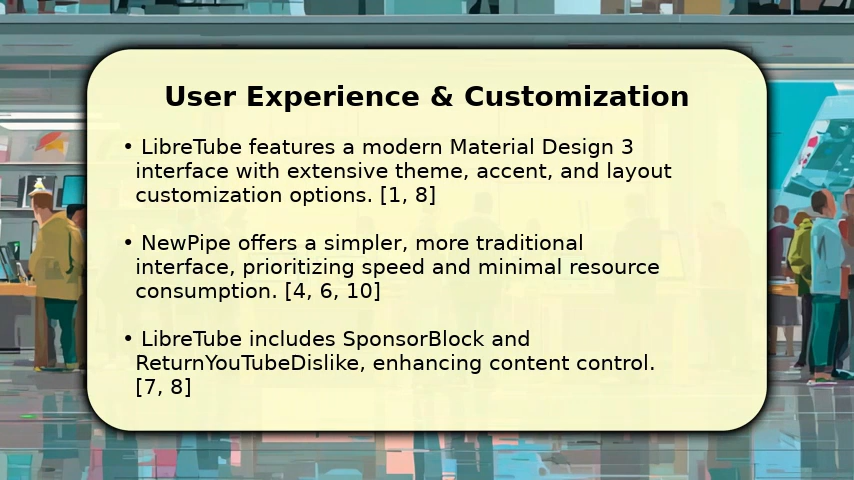 User Experience & Customization
• LibreTube features a modern Material Design 3
interface with extensive theme, accent, and layout
customization options. [1, 8]
• NewPipe offers a simpler, more traditional
interface, prioritizing speed and minimal resource
consumption. [4, 6, 10]
• LibreTube includes SponsorBlock and
ReturnYouTubeDislike, enhancing content control.
[7, 8]